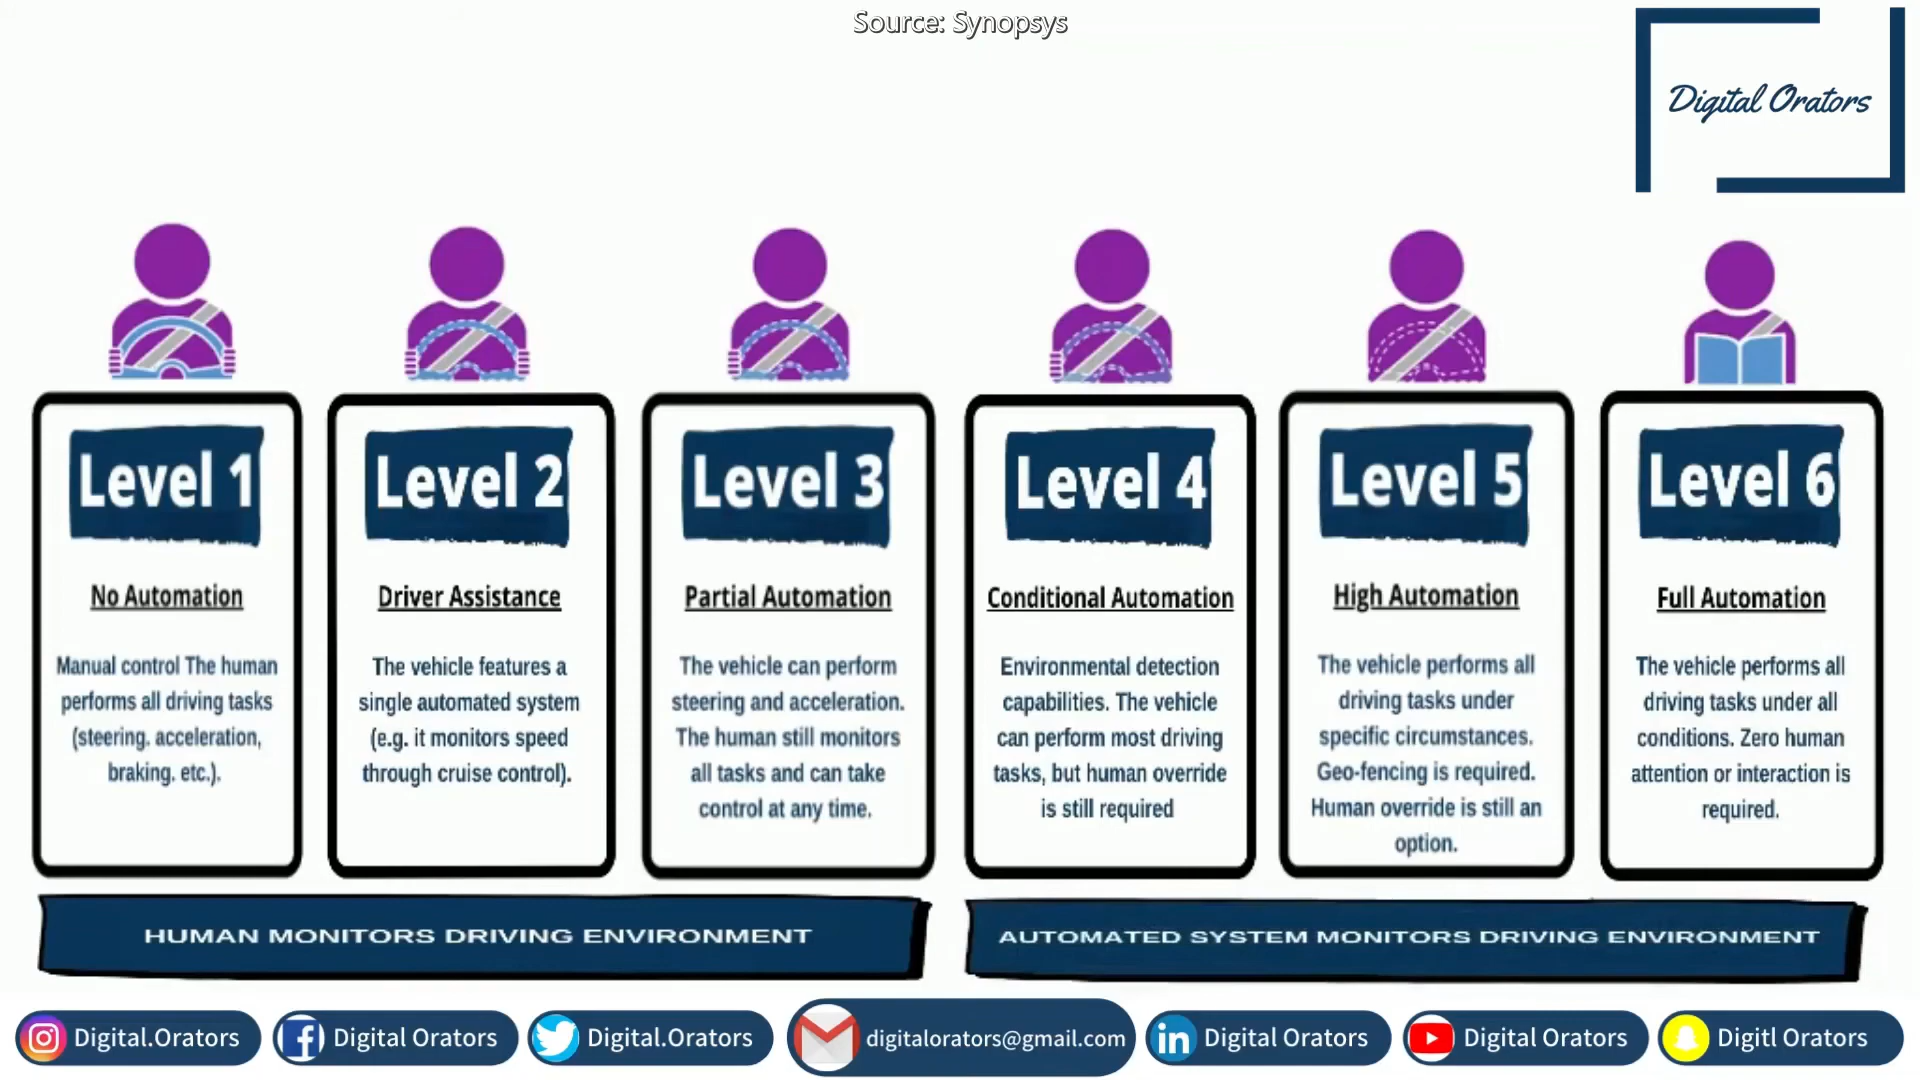 Source: Synopsys
Digital Orators
Level 1
No Automation
Manual control The human
performs all driving tasks
(steering. acceleration,
braking. etc.).
Level 2
Driver Assistance
The vehicle features a
single automated system
(e.g. it monitors speed
through cruise control).
Level 3
Partial Automation
The vehicle can perform
steering and acceleration.
The human still monitors
all tasks and can take
control at any time.
Level 4
Conditional Automation
Environmental detection
capabilities. The vehicle
can perform most driving
tasks, but human override
is still required
Level 5
High Automation
The vehicle performs all
driving tasks under
specific circumstances.
Geo-fencing is required.
Human override is still an
option.
Level 6
Full Automation
The vehicle performs all
driving tasks under all
conditions. Zero human
attention or interaction is
required.
HUMAN MONITORS DRIVING ENVIRONMENT
AUTOMATED SYSTEM MONITORS DRIVING ENVIRONMENT
Digital.Orators
Digital Orators
Digital.Orators
digitalorators@gmail.com
Digital Orators
Digital Orators
Digitl Orators